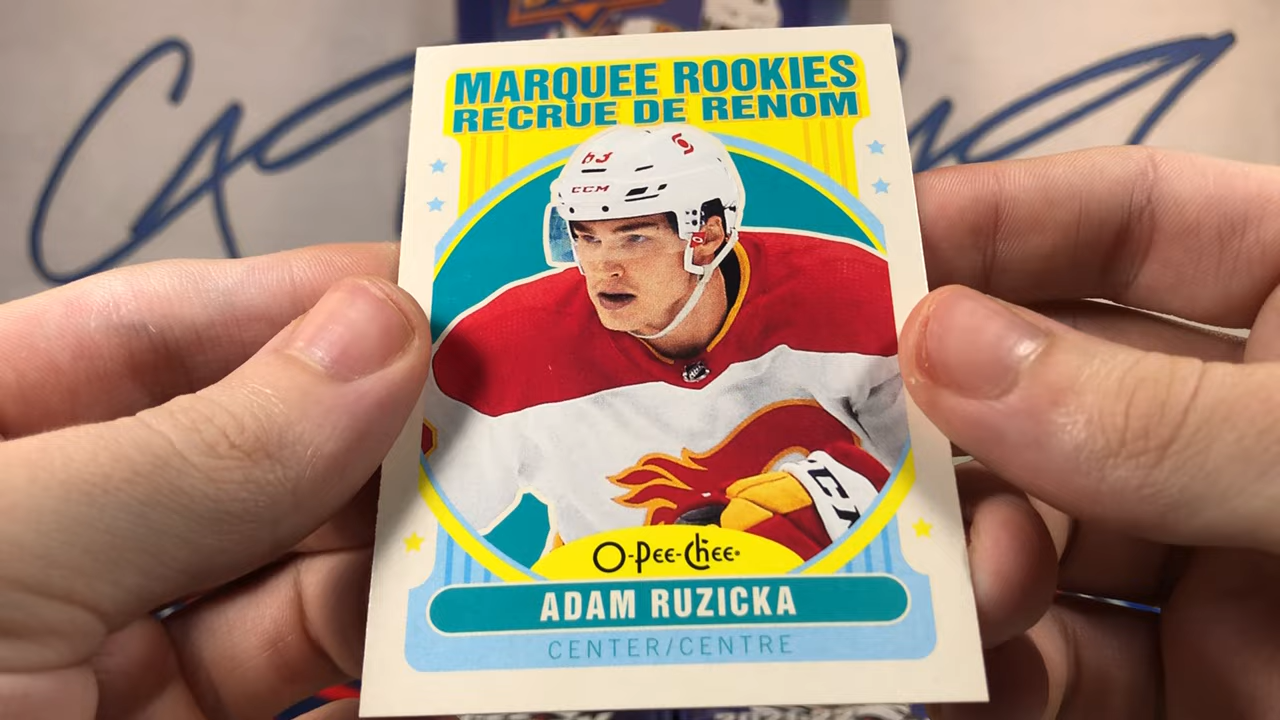 MARQUEE ROOKIES
RECRUE DE RENOM
63
CCM
O-PEE-CHEE
ADAM RUZICKA
CENTER/CENTRE